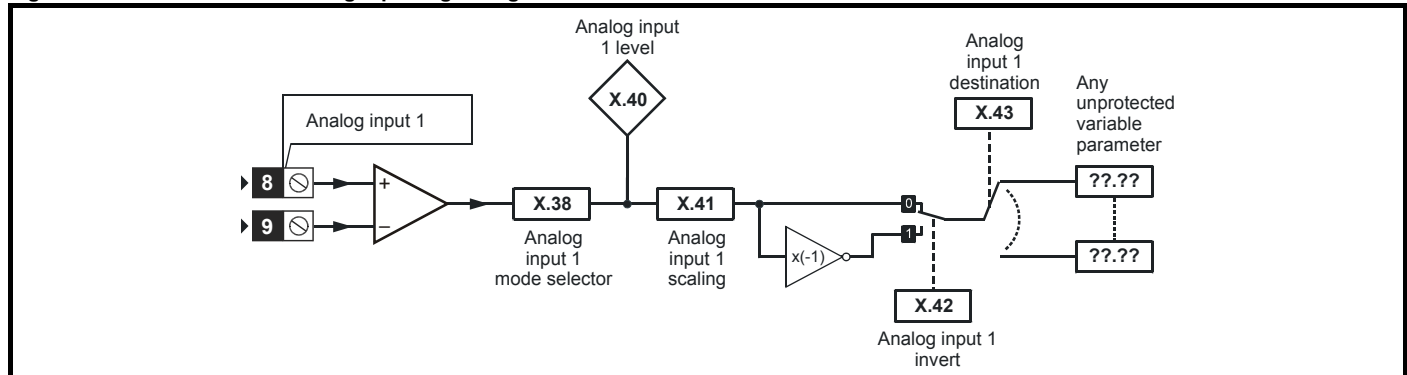 Analog input
1 level
X.40
Analog input 1
8
9
+
–
X.38
Analog
input 1
mode selector
X.41
Analog
input 1
scaling
x(-1)
0
1
X.42
Analog input 1
invert
Analog
input 1
destination
X.43
Any
unprotected
variable
parameter
??.??
??.??